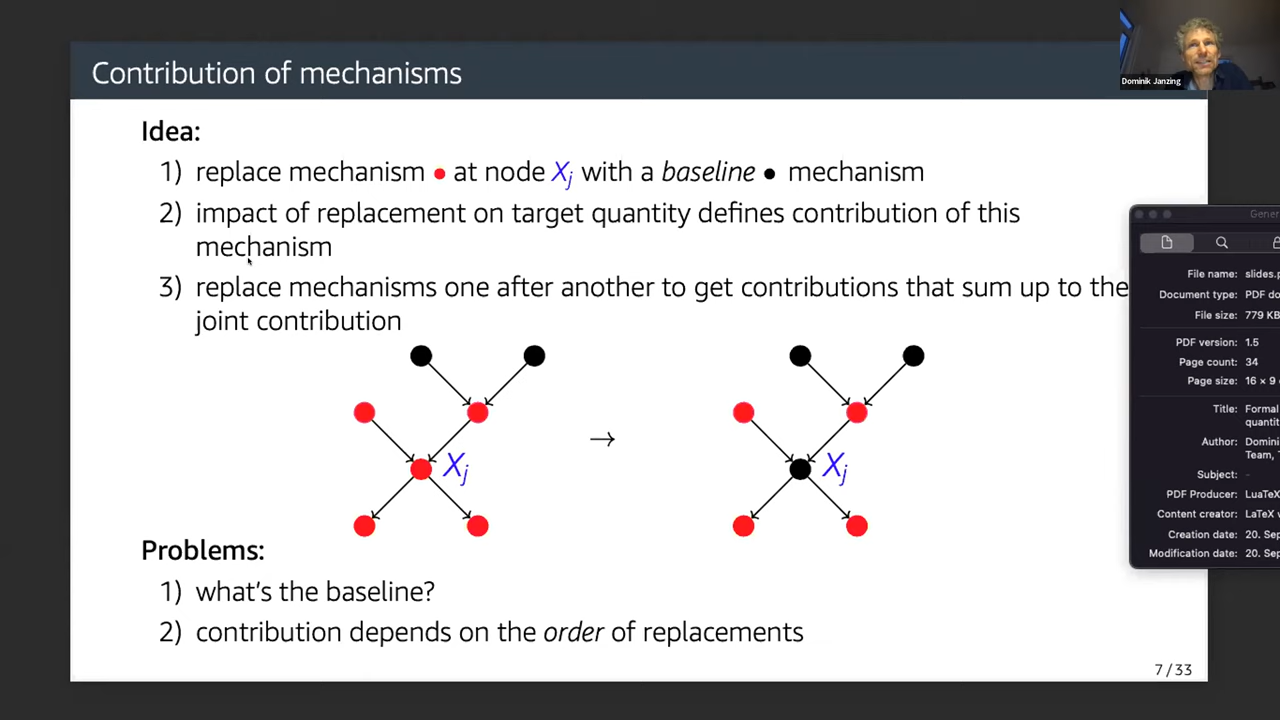 Contribution of mechanisms
Dominik Janzing
Idea:
1) replace mechanism • at node Xj with a baseline • mechanism
2) impact of replacement on target quantity defines contribution of this
mechanism
3) replace mechanisms one after another to get contributions that sum up to the
joint contribution
Xj
→
Xj
Problems:
1) what's the baseline?
2) contribution depends on the order of replacements
7 / 33
Gener
File name: slides.p
Document type: PDF do
File size: 779 KB
PDF version: 1.5
Page count: 34
Page size: 16 × 9
Title: Formal
quantit
Author: Domini
Team, T
Subject: -
PDF Producer: LuaTeX
Content creator: LaTeX v
Creation date: 20. Sep
Modification date: 20. Sep